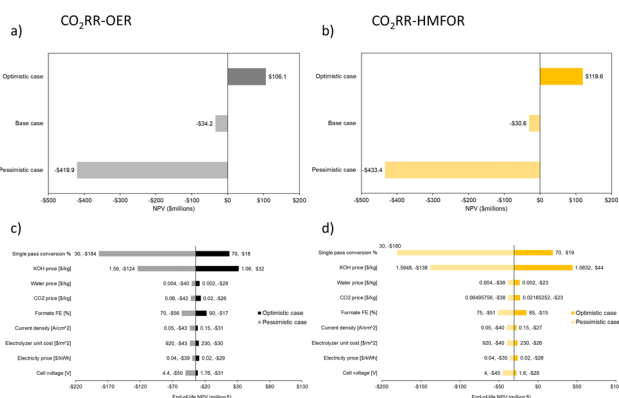 CO2RR-OER
CO2RR-HMFOR
a)
b)
Optimistic case
$106.1
Base case
-$34.2
Pessimistic case
-$419.9
-$500 -$400 -$300 -$200 -$100 $0 $100 $200
NPV ($millions)
Optimistic case
$119.6
Base case
-$30.6
Pessimistic case
-$433.4
-$500 -$400 -$300 -$200 -$100 $0 $100 $200
NPV ($millions)
c)
d)
Single pass conversion % 30, -$184 70, $18
KOH price [$/kg] 1.59, -$124 1.06, $32
Water price [$/kg] 0.004, -$40 0.002, -$28
CO2 price [$/kg] 0.06, -$42 0.02, -$26
Formate FE [%] 70, -$56 90, -$17
Current density [A/cm^2] 0.05, -$43 0.15, -$31
Electrolyzer unit cost [$/m^2] 920, -$43 230, -$30
Electricity price [$/kWh] 0.04, -$39 0.02, -$29
Cell voltage [V] 4.4, -$50 1.76, -$31
Optimistic case
Pessimistic case
-$220 -$170 -$120 -$70 -$20 $30 $80 $130
End-of-life NPV (million $)
Single pass conversion % 30, -$180 70, $19
KOH price [$/kg] 1.5948, -$138 1.0632, $44
Water price [$/kg] 0.004, -$38 0.002, -$23
CO2 price [$/kg] 0.06495756, -$38 0.02165252, -$23
Formate FE [%] 75, -$51 85, -$15
Current density [A/cm^2] 0.05, -$40 0.15, -$27
Electrolyzer unit cost [$/m^2] 920, -$40 230, -$26
Electricity price [$/kWh] 0.04, -$35 0.02, -$26
Cell voltage [V] 4, -$45 1.6, -$28
Optimistic case
Pessimistic case
-$200 -$100 -$50 $0 $50 $100
End-of-life NPV (million $)